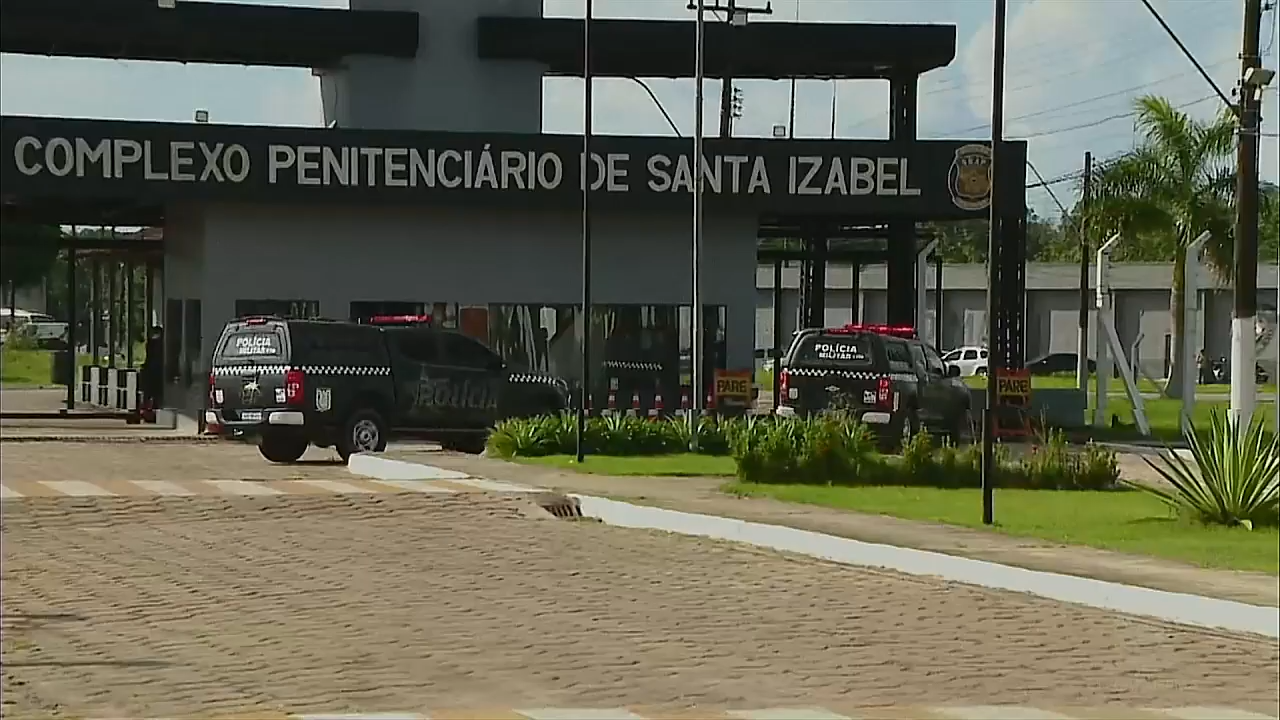 COMPLEXO PENITENCIÁRIO DE SANTA IZABEL
POLÍCIA
MILITAR
POLÍCIA
POLÍCIA
MILITAR
PARE
PARE